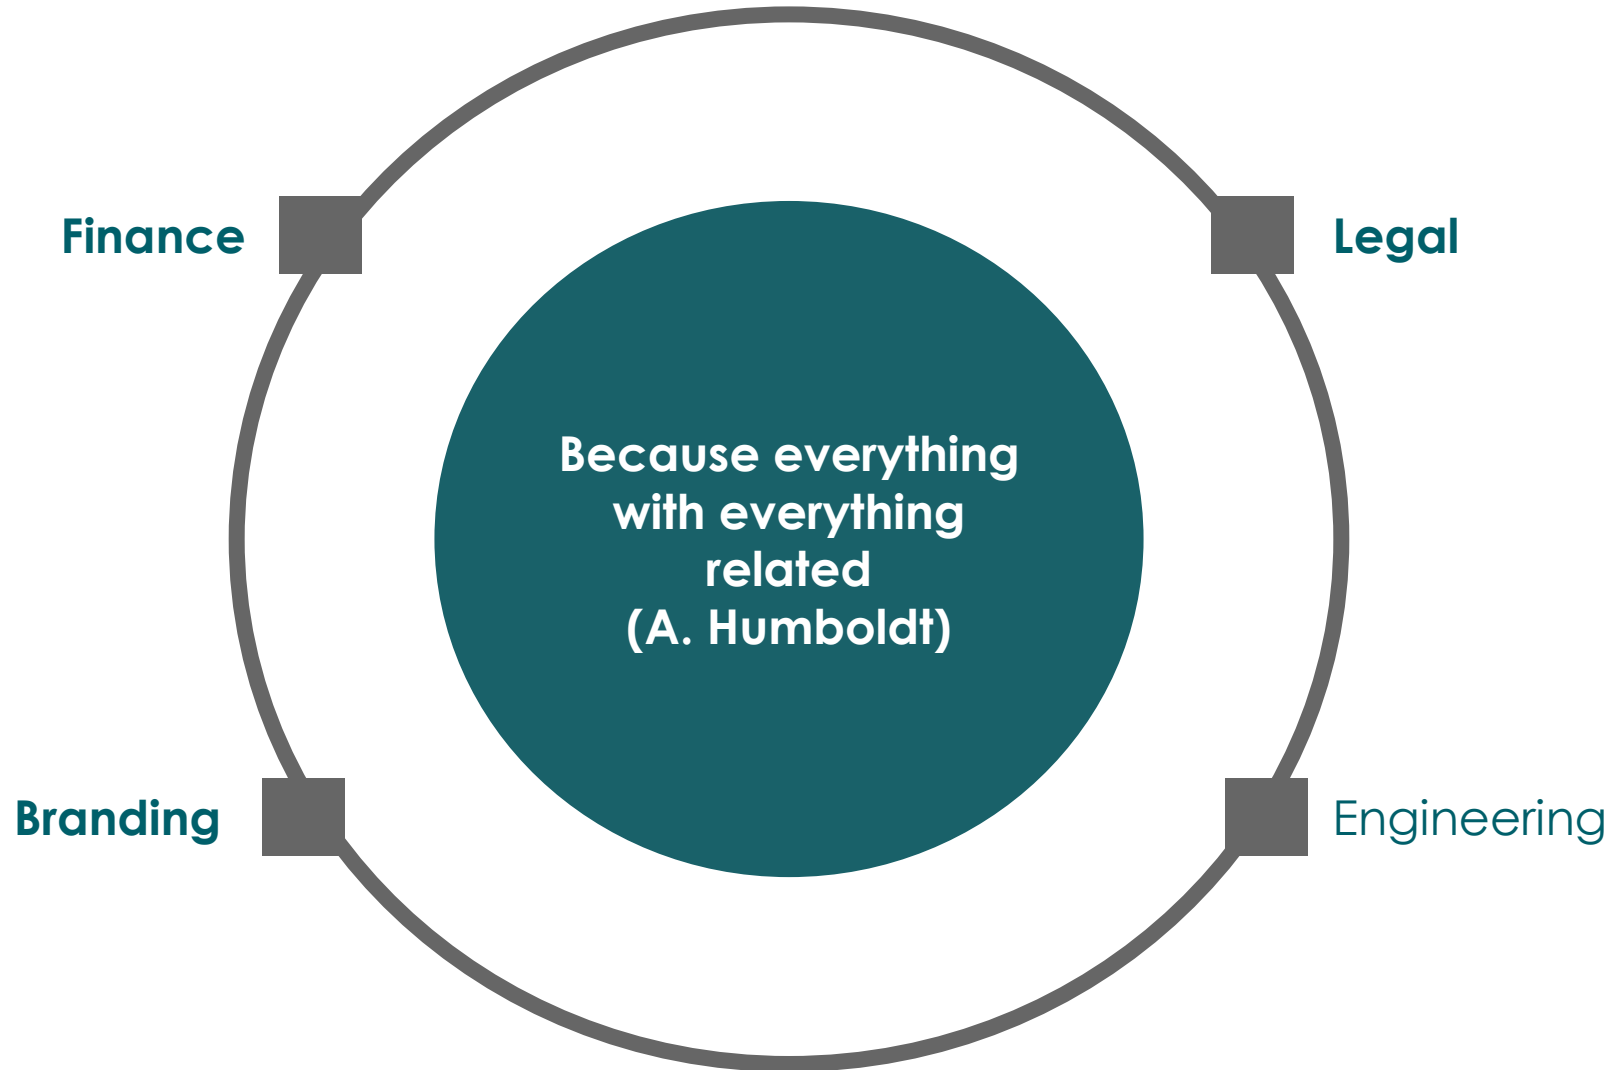 Finance
Legal
Because everything
with everything
related
(A. Humboldt)
Branding
Engineering